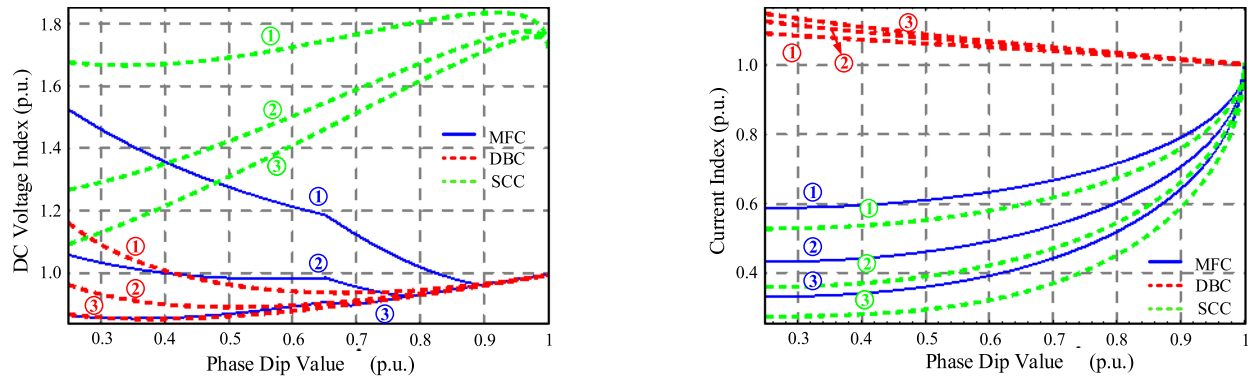 DC Voltage Index (p.u.)
1.8
1.6
1.4
1.2
1.0
①
②
③
MFC
DBC
SCC
①
②
③
①
②
③
0.3 0.4 0.5 0.6 0.7 0.8 0.9 1
Phase Dip Value (p.u.)
Current Index (p.u.)
1.0
0.8
0.6
0.4
③
①
②
①
①
②
②
③
③
MFC
DBC
SCC
0.3 0.4 0.5 0.6 0.7 0.8 0.9 1
Phase Dip Value (p.u.)